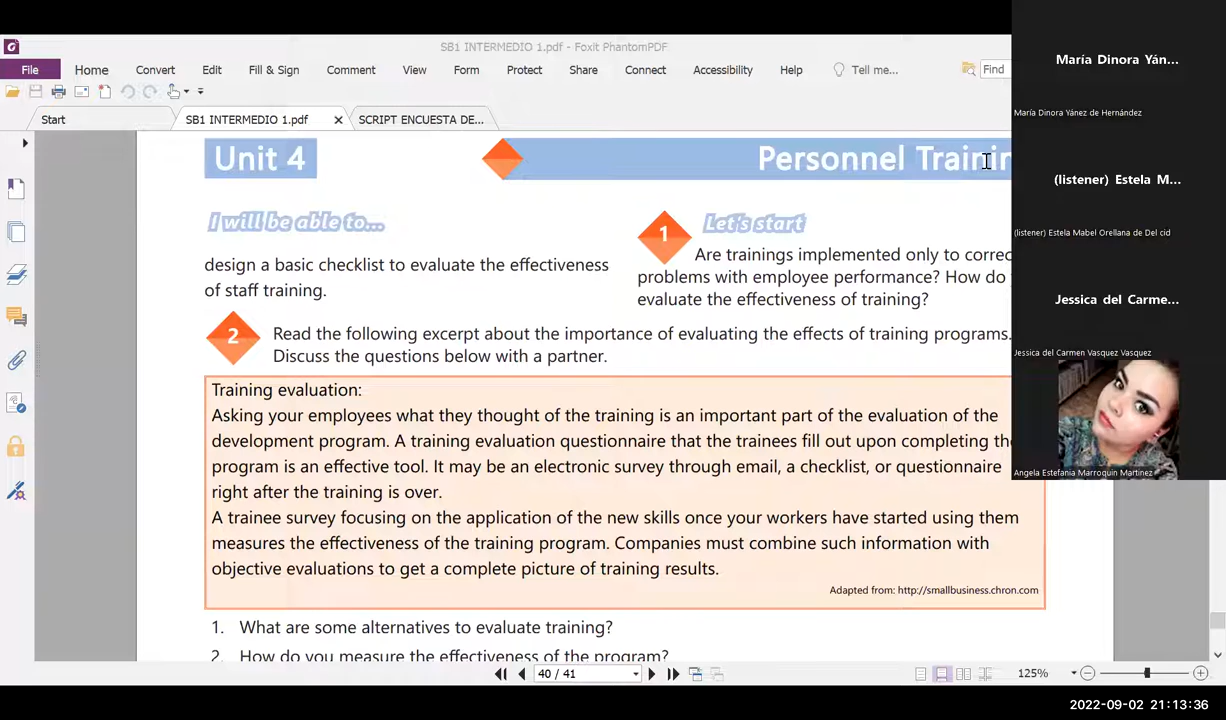 SB1 INTERMEDIO 1.pdf - Foxit PhantomPDF
File Home Convert Edit Fill & Sign Comment View Form Protect Share Connect Accessibility Help Tell me... Find
Start SB1 INTERMEDIO 1.pdf SCRIPT ENCUESTA DE...
Unit 4
Personnel Trainin
I will be able to...
design a basic checklist to evaluate the effectiveness
of staff training.
1 Let's start
Are trainings implemented only to correc
problems with employee performance? How do
evaluate the effectiveness of training?
2 Read the following excerpt about the importance of evaluating the effects of training programs.
Discuss the questions below with a partner.
Training evaluation:
Asking your employees what they thought of the training is an important part of the evaluation of the
development program. A training evaluation questionnaire that the trainees fill out upon completing th
program is an effective tool. It may be an electronic survey through email, a checklist, or questionnaire
right after the training is over.
A trainee survey focusing on the application of the new skills once your workers have started using them
measures the effectiveness of the training program. Companies must combine such information with
objective evaluations to get a complete picture of training results.
Adapted from: http://smallbusiness.chron.com
1. What are some alternatives to evaluate training?
2. How do you measure the effectiveness of the program?
40 / 41
125%
María Dinora Yán...
María Dinora Yánez de Hernández
(listener) Estela M...
(listener) Estela Mabel Orellana de Del cid
Jessica del Carme...
Jessica del Carmen Vasquez Vasquez
Angela Estefania Marroquin Martinez
2022-09-02 21:13:36